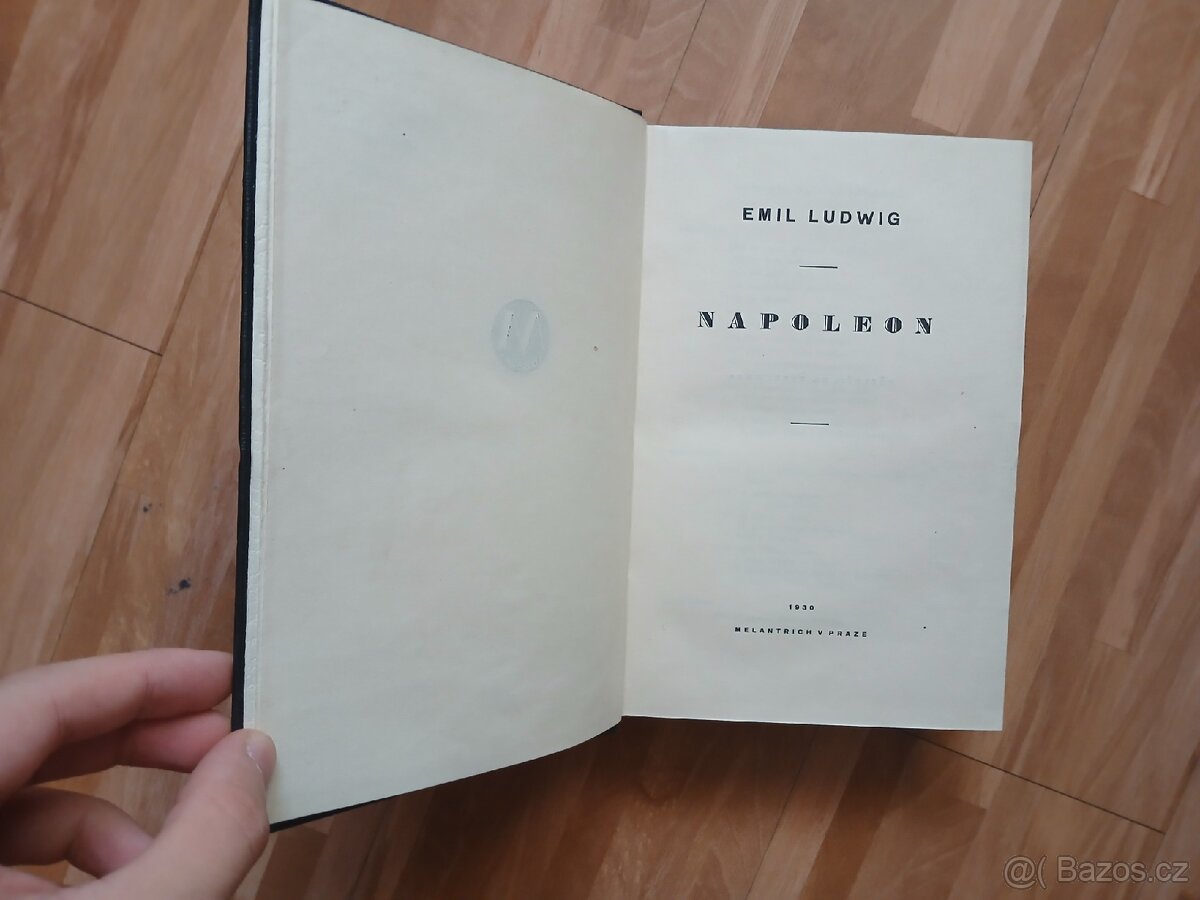 EMIL LUDWIG
NAPOLEON
1930
MELANTRICH V PRAZE
@( Bazos.cz